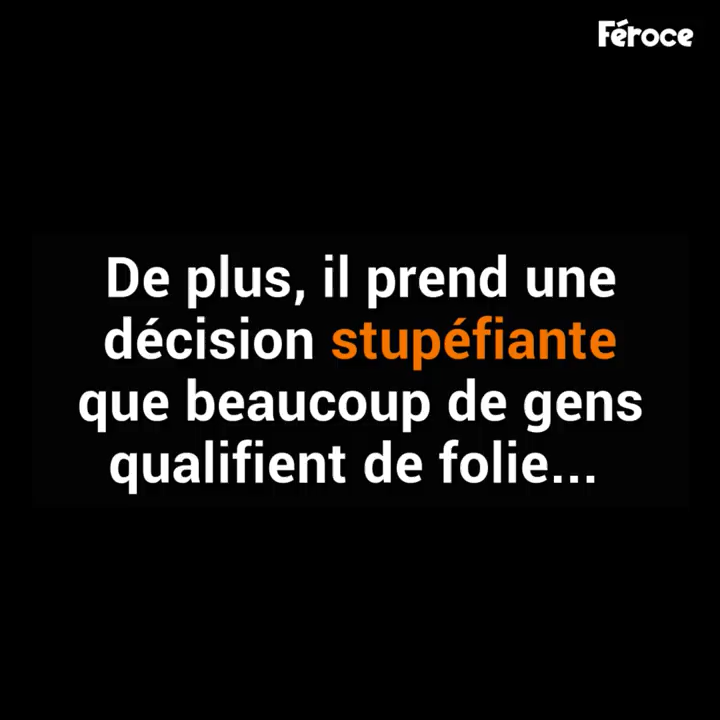 Féroce
De plus, il prend une
décision stupéfiante
que beaucoup de gens
qualifient de folie...